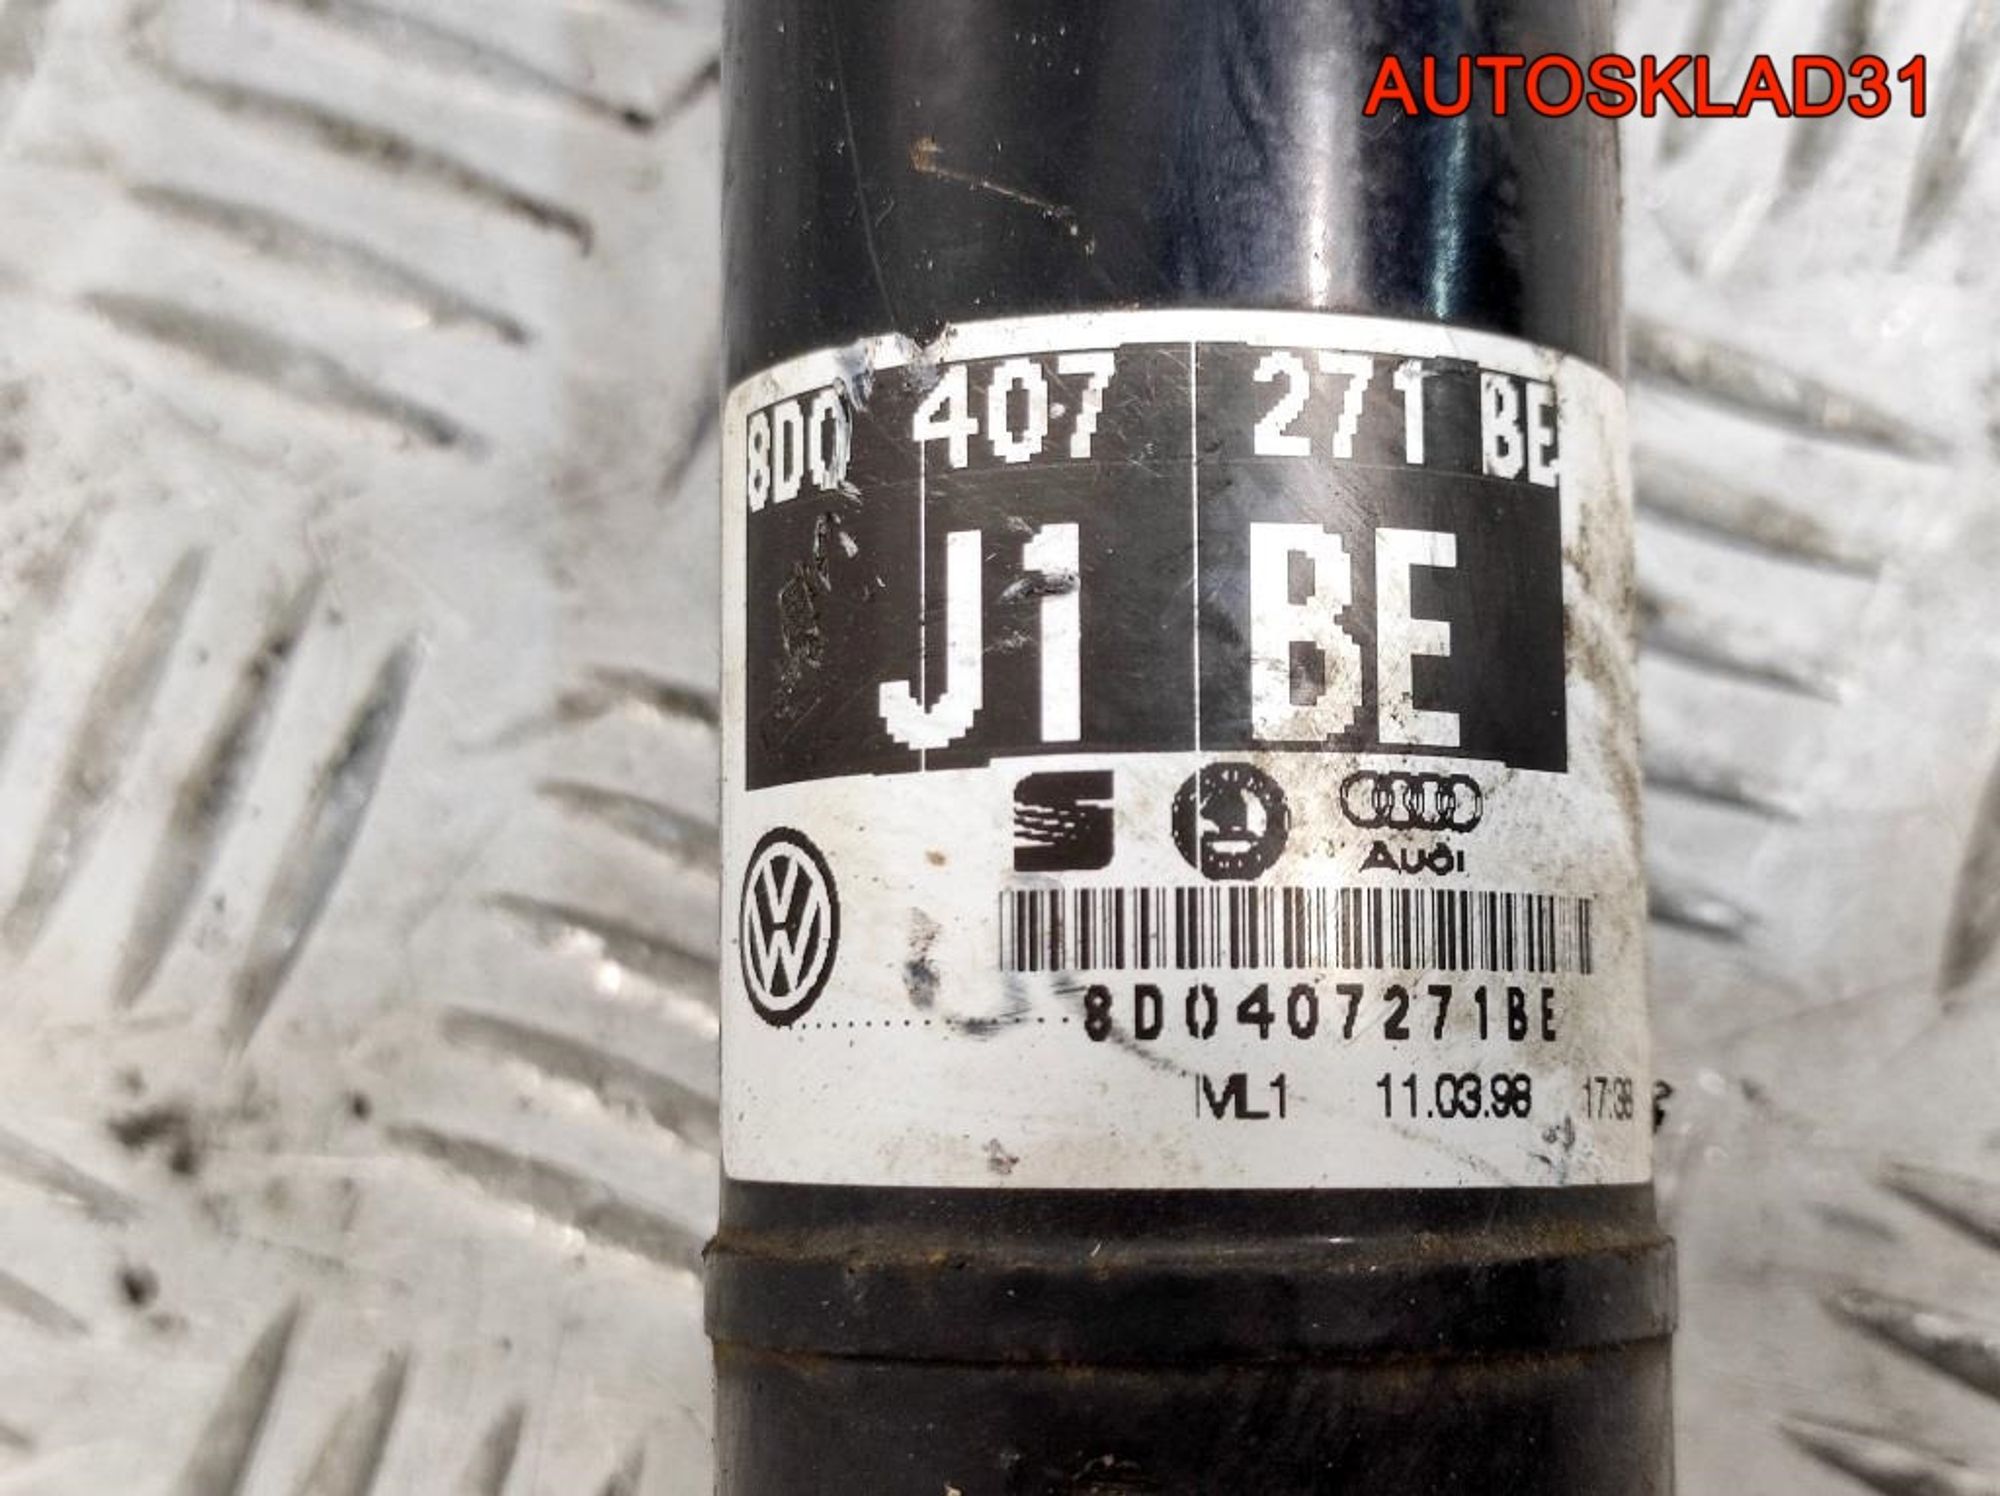 AUTOSKLAD31
8D0 407 271 BE
J1 BE
Audi
8D0407271BE
ML1 11.03.98 17:38